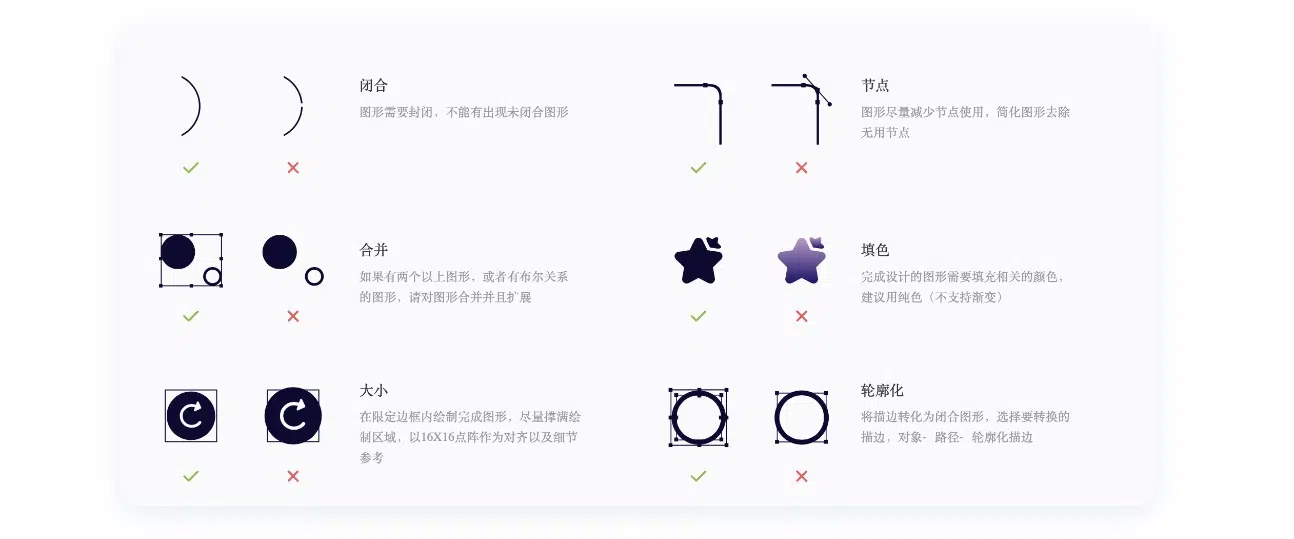 闭合
图形需要封闭，不能有出现未闭合图形
节点
图形尽量减少节点使用，简化图形去除
无用节点
合并
如果有两个以上图形，或者有布尔关系
的图形，请对图形合并并且扩展
填色
完成设计的图形需要填充相关的颜色，
建议用纯色（不支持渐变）
大小
在限定边框内绘制完成图形，尽量撑满绘
制区域，以16X16点阵作为对齐以及细节
参考
轮廓化
将描边转化为闭合图形，选择要转换的
描边，对象- 路径- 轮廓化描边